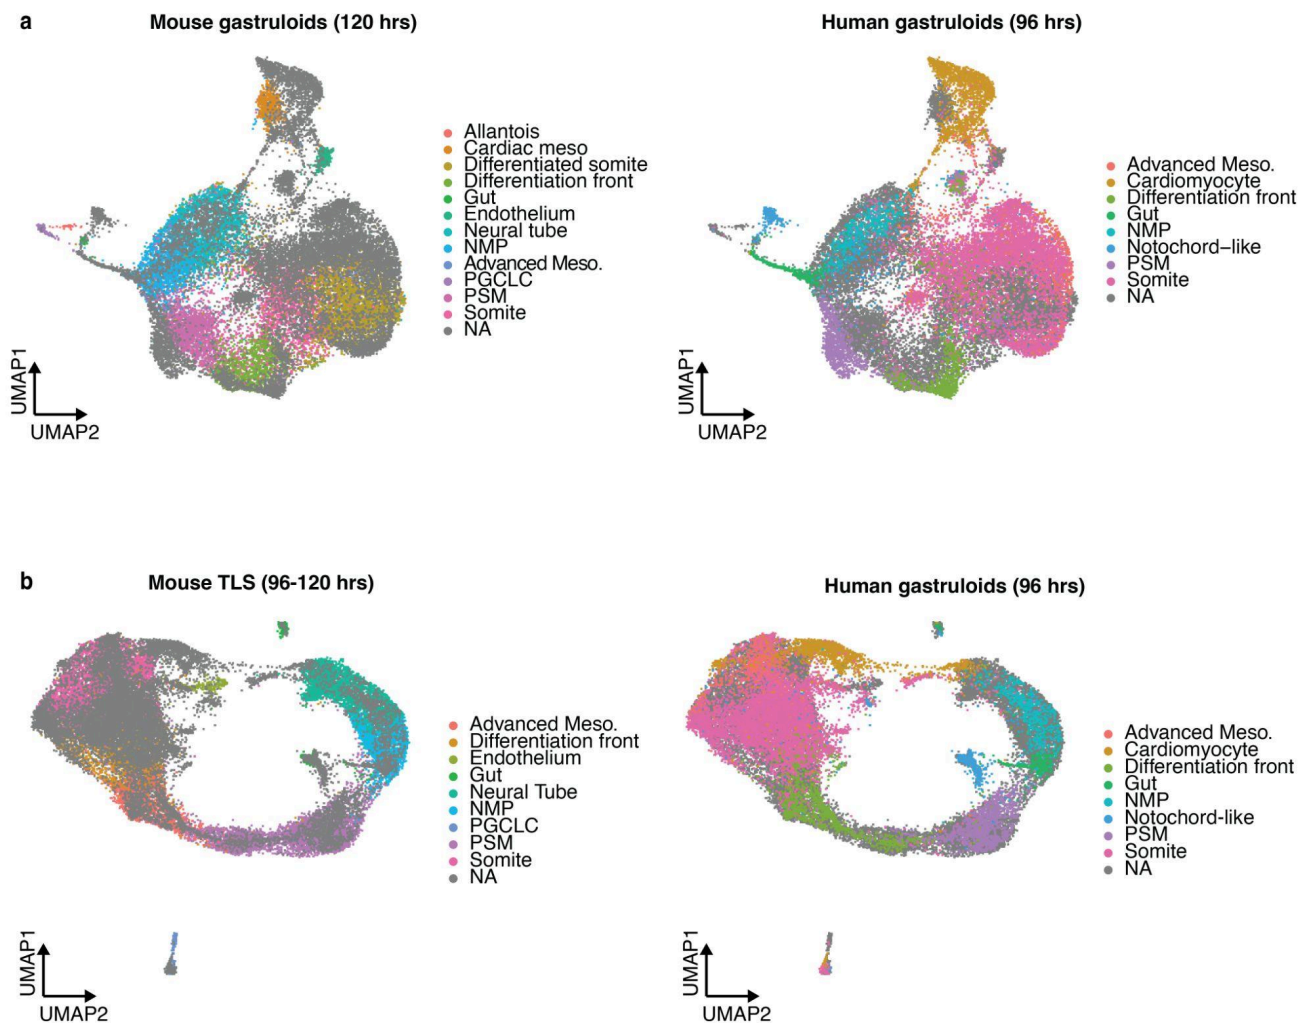 a
Mouse gastruloids (120 hrs)
Allantois
Cardiac meso
Differentiated somite
Differentiation front
Gut
Endothelium
Neural tube
NMP
Advanced Meso.
PGCLC
PSM
Somite
NA
UMAP1
UMAP2
Human gastruloids (96 hrs)
Advanced Meso.
Cardiomyocyte
Differentiation front
Gut
NMP
Notochord−like
PSM
Somite
NA
UMAP1
UMAP2
b
Mouse TLS (96-120 hrs)
Advanced Meso.
Differentiation front
Endothelium
Gut
Neural Tube
NMP
PGCLC
PSM
Somite
NA
UMAP1
UMAP2
Human gastruloids (96 hrs)
Advanced Meso.
Cardiomyocyte
Differentiation front
Gut
NMP
Notochord-like
PSM
Somite
NA
UMAP1
UMAP2